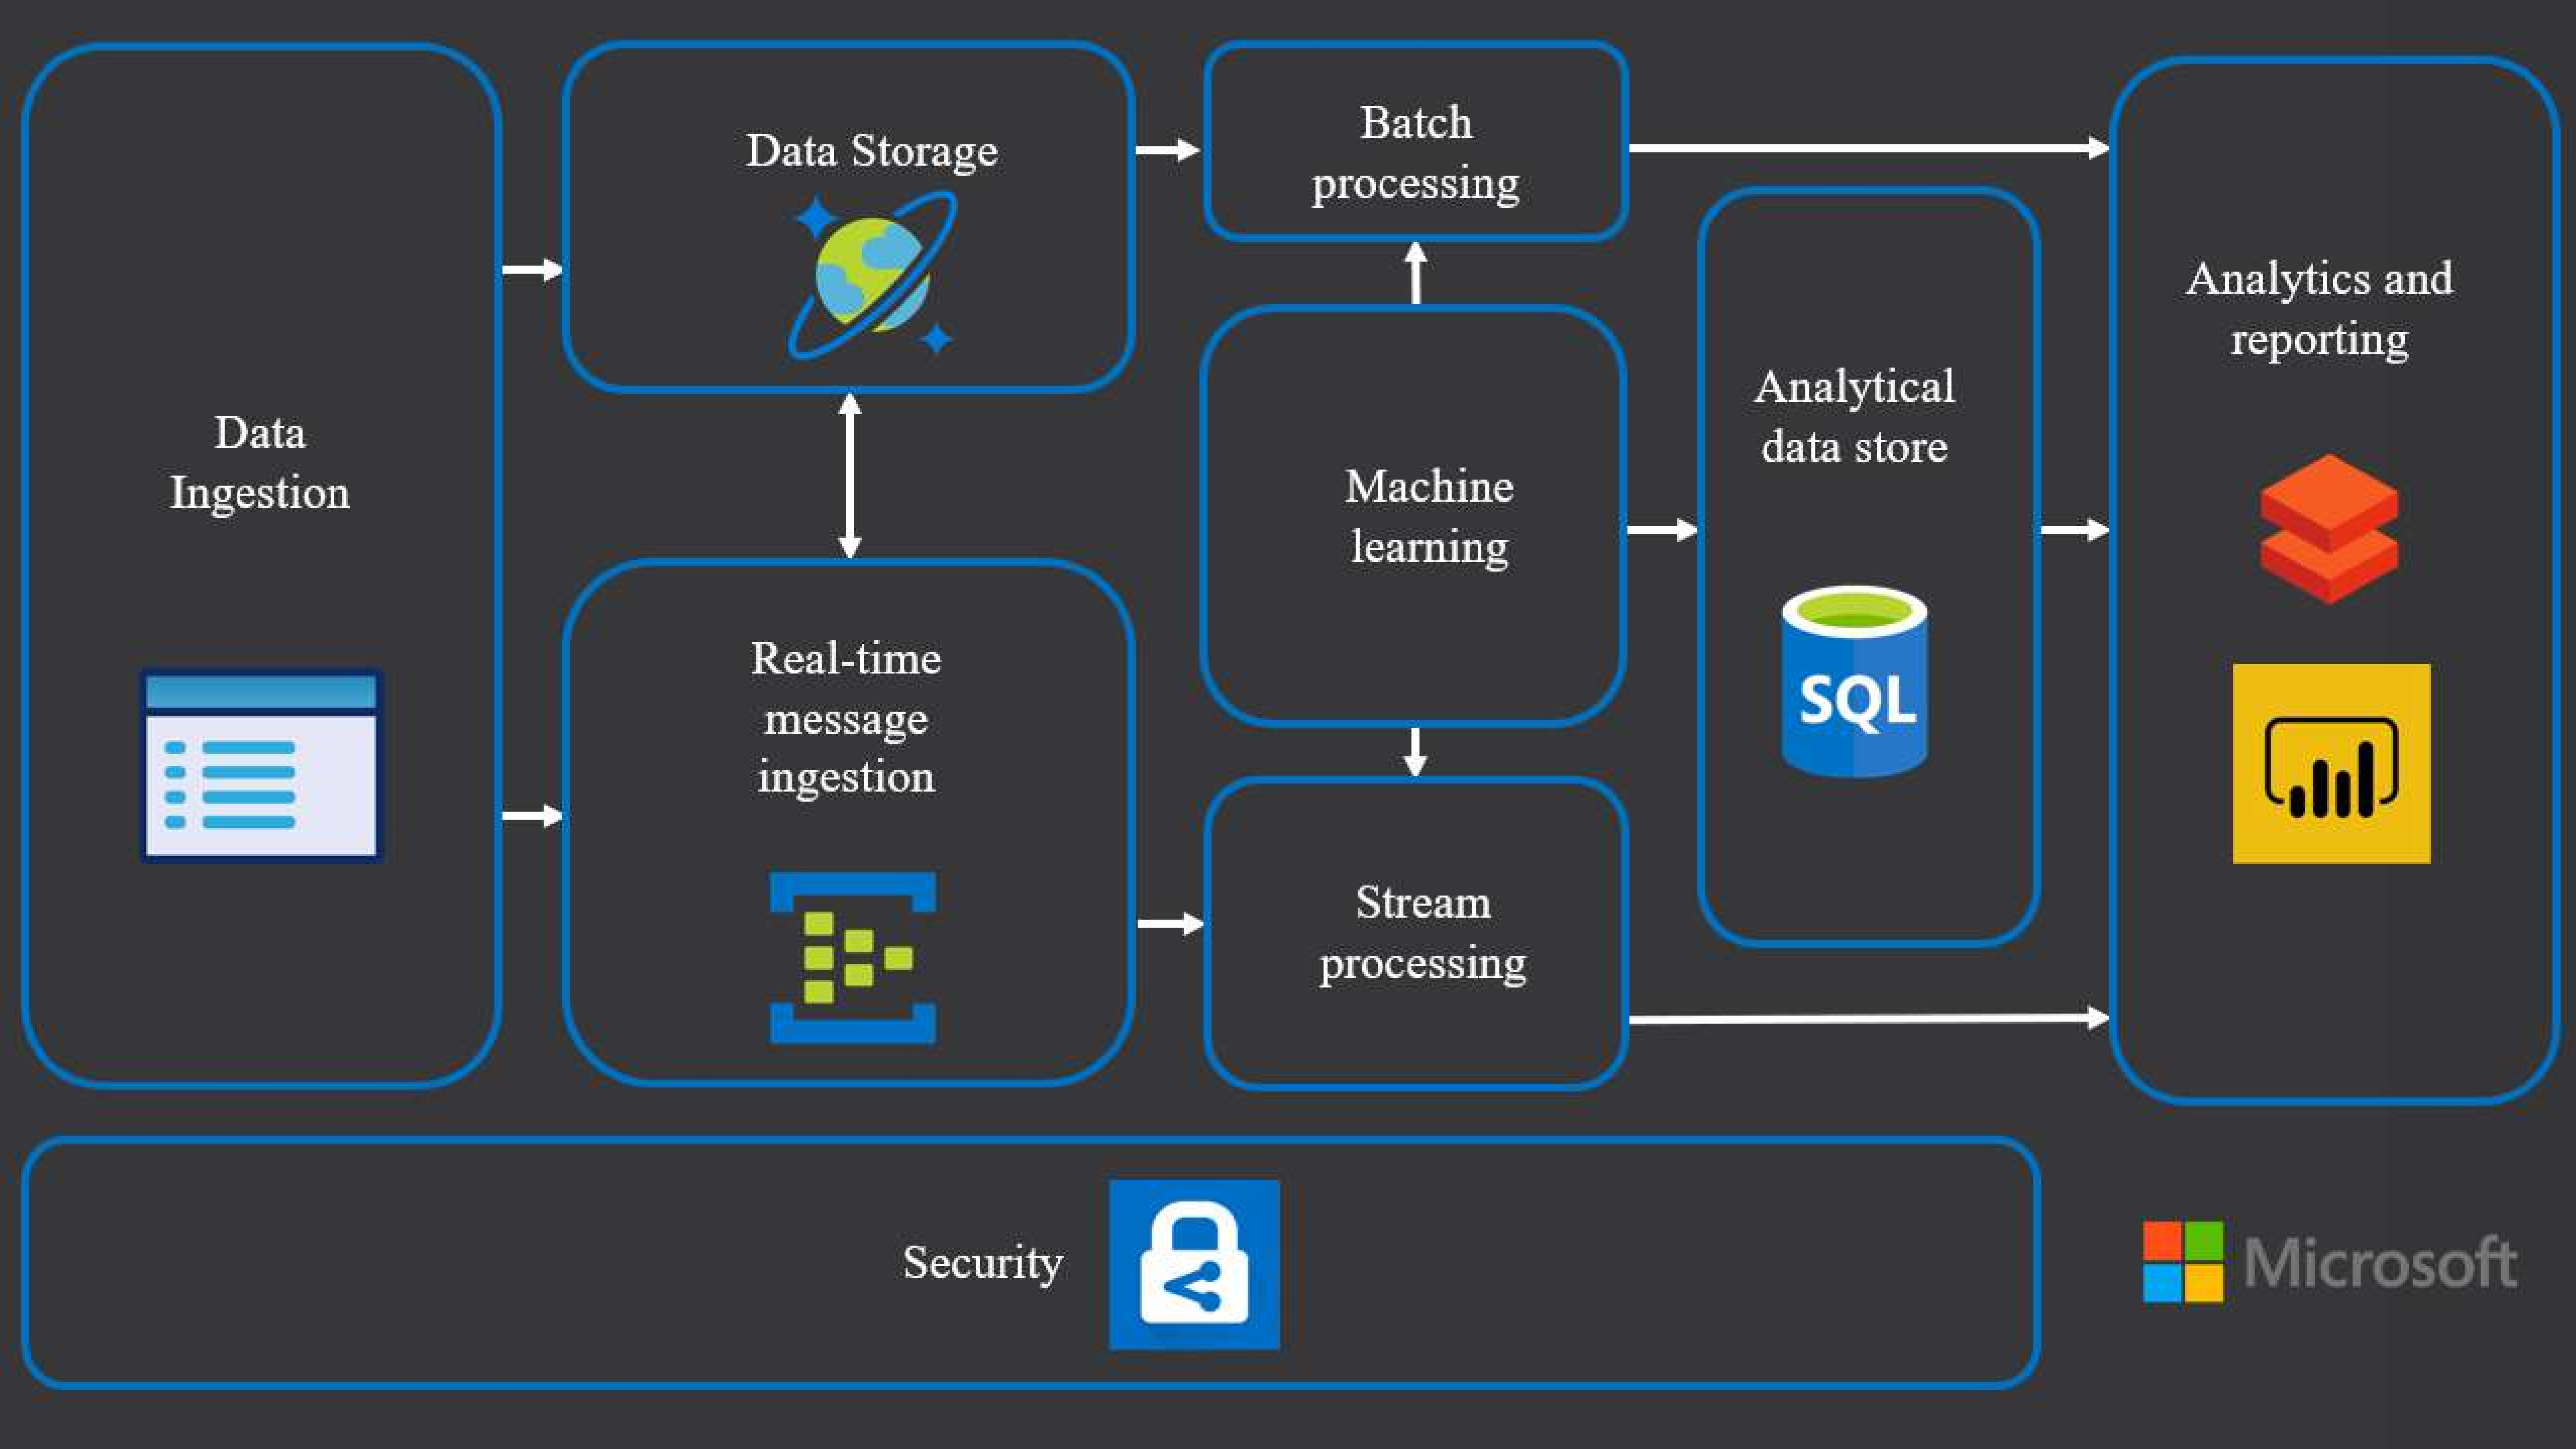 Data
Ingestion
Data Storage
Real-time
message
ingestion
Batch
processing
Machine
learning
Stream
processing
Analytical
data store
SQL
Analytics and
reporting
Security
Microsoft